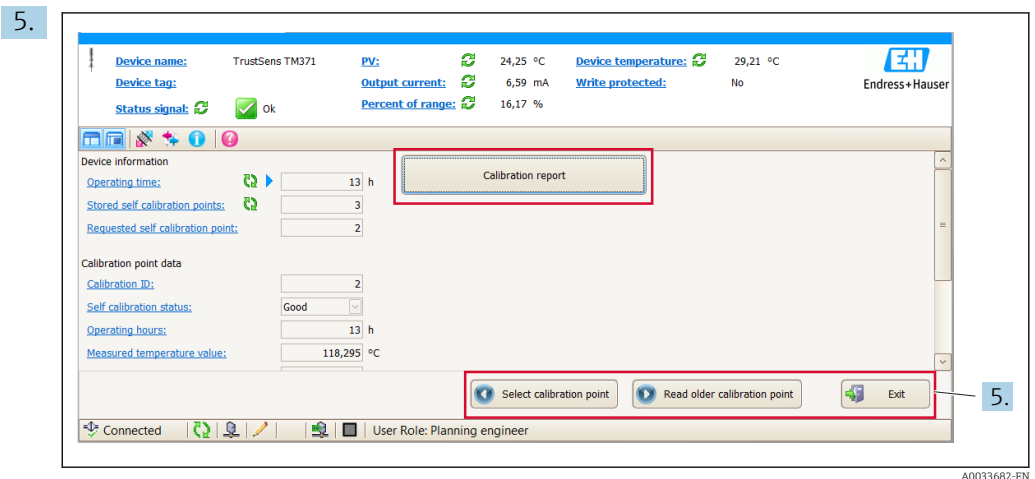 5.
Device name: TrustSens TM371 PV: 24,25 °C Device temperature: 29,21 °C
Device tag: Output current: 6,59 mA Write protected: No
Status signal: Ok Percent of range: 16,17 %
EH
Endress+Hauser
Device information
Calibration report
Operating time: 13 h
Stored self calibration points: 3
Requested self calibration point: 2
Calibration point data
Calibration ID: 2
Self calibration status: Good
Operating hours: 13 h
Measured temperature value: 118,295 °C
Select calibration point Read older calibration point Exit
5.
Connected User Role: Planning engineer
A0033682-EN